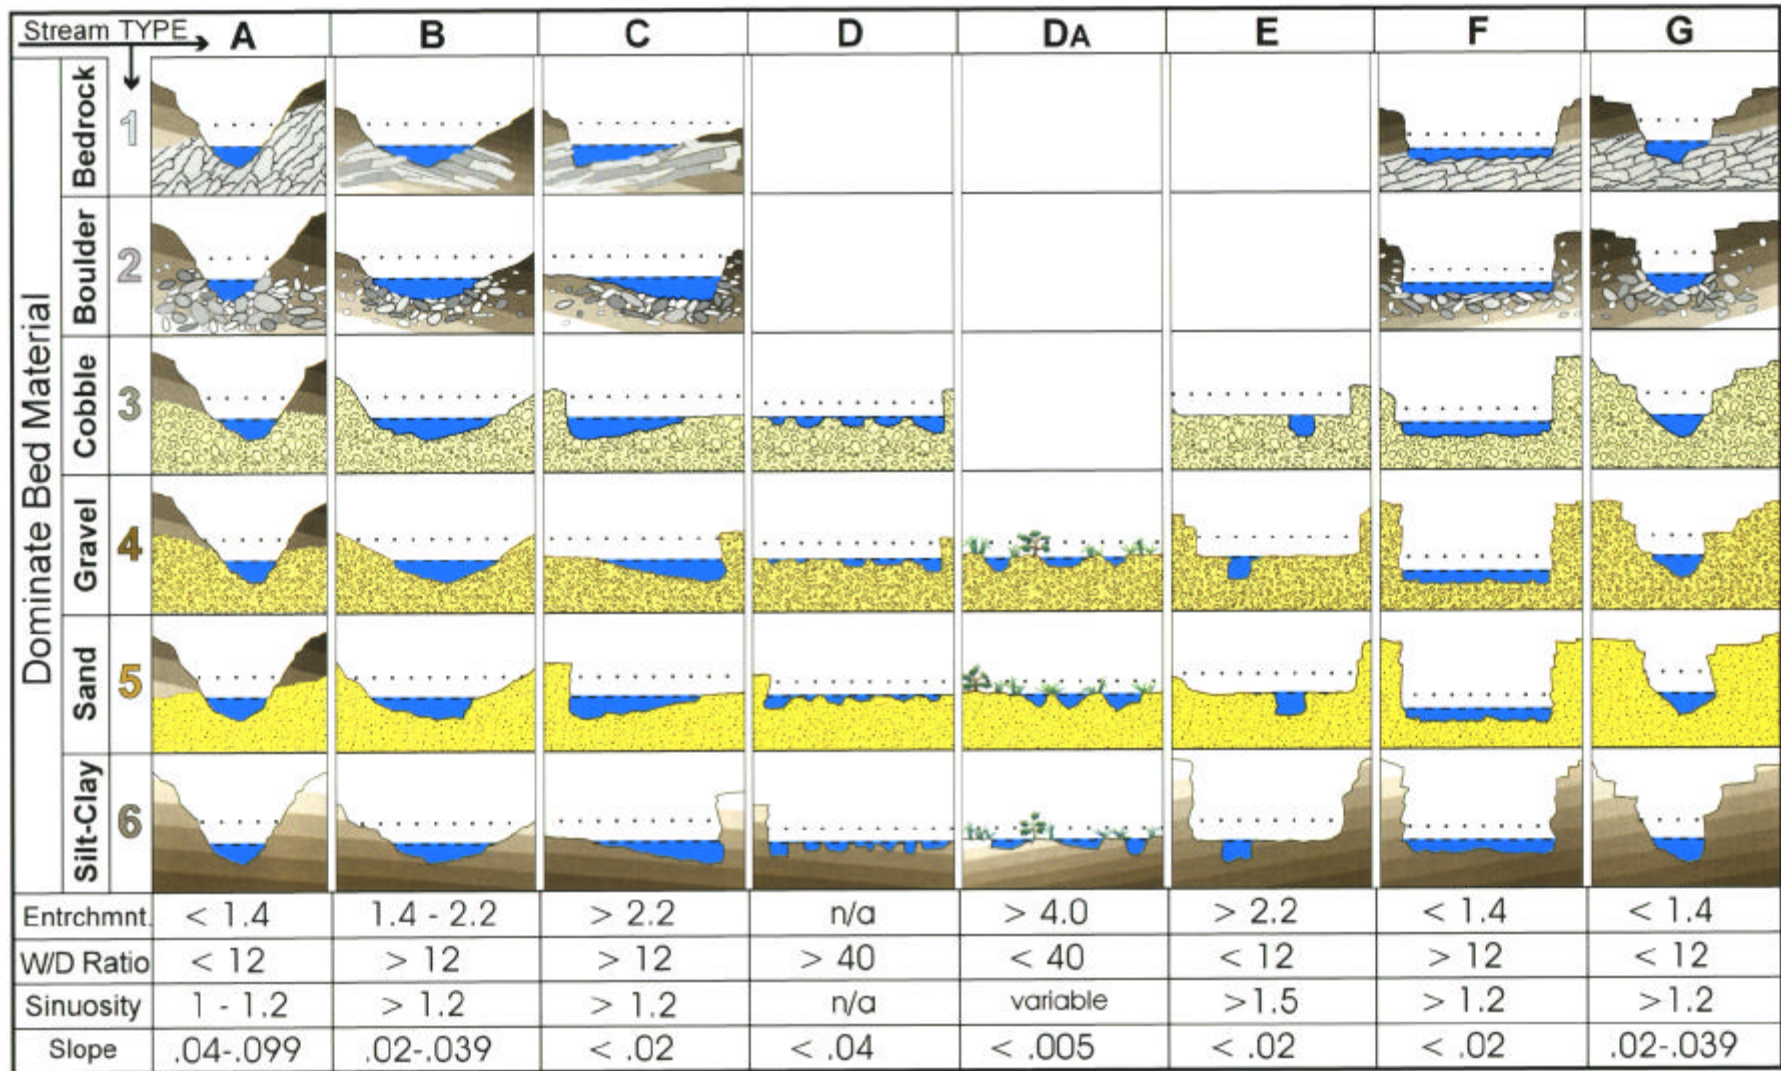 Stream TYPE A B C D DA E F G
Dominate Bed Material
Bedrock 1
Boulder 2
Cobble 3
Gravel 4
Sand 5
Silt-Clay 6
Entrchmnt. < 1.4 1.4 - 2.2 > 2.2 n/a > 4.0 > 2.2 < 1.4 < 1.4
W/D Ratio < 12 > 12 > 12 > 40 < 40 < 12 > 12 < 12
Sinuosity 1 - 1.2 > 1.2 > 1.2 n/a variable >1.5 > 1.2 >1.2
Slope .04-.099 .02-.039 < .02 < .04 < .005 < .02 < .02 .02-.039